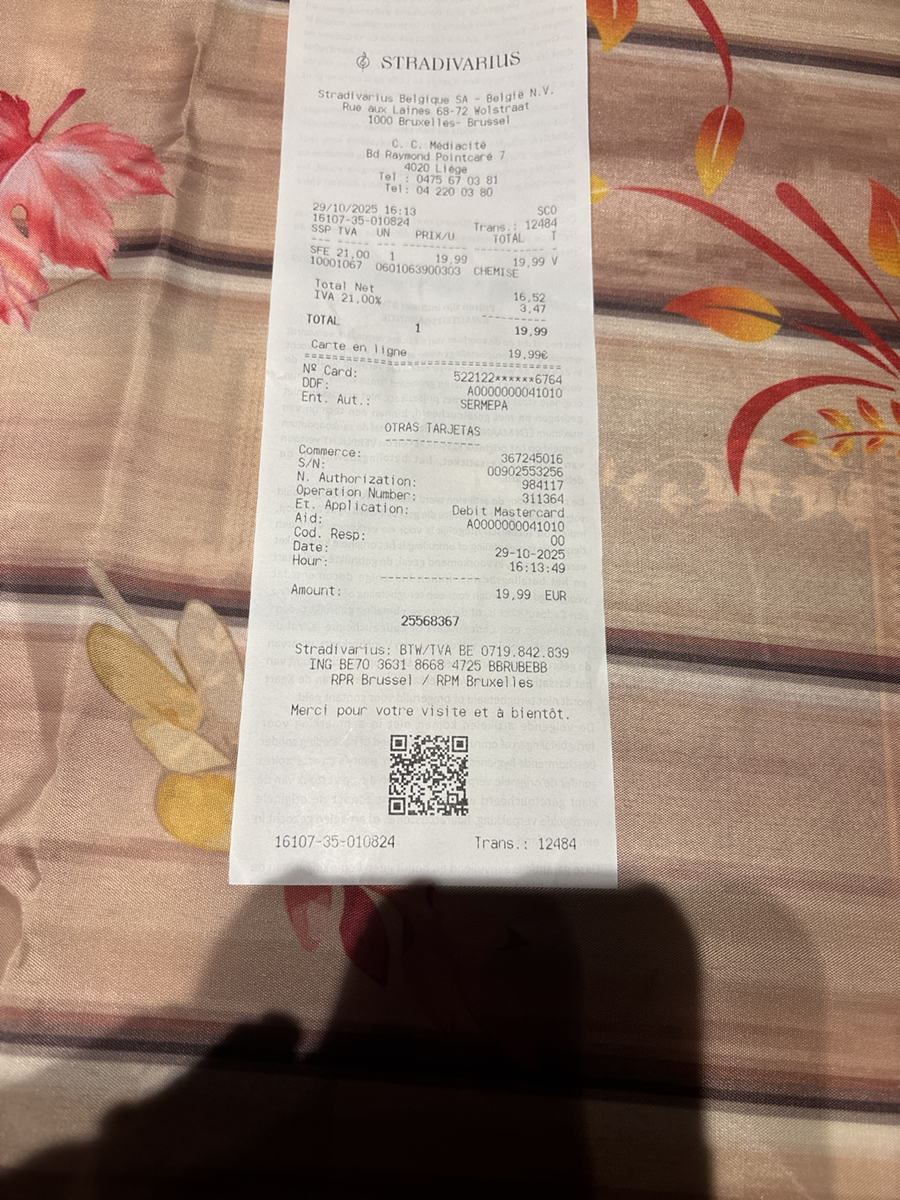 STRADIVARIUS
Stradivarius Belgique SA - België N.V.
Rue aux Laines 68-72 Wolstraat
1000 Bruxelles- Brussel
C. C. Médiacité
Bd Raymond Pointcaré 7
4020 Liège
Tel : 0475 67 03 81
Tel: 04 220 03 80
29/10/2025 16:13 SCO
16107-35-010824 Trans.: 12484
SSP TVA UN PRIX/U TOTAL T
SFE 21,00 1 19,99 19,99 V
10001067 0601063900303 CHEMISE
Total Net 16,52
IVA 21.00% 3,47
TOTAL 1 19,99
Carte en ligne 19,99€
Nº Card: 522122******6764
DDF: A0000000041010
Ent. Aut.: SERMEPA
OTRAS TARJETAS
Commerce: 367245016
S/N: 00902553256
N. Authorization: 984117
Operation Number: 311364
Et. Application: Debit Mastercard
Aid: A0000000041010
Cod. Resp: 00
Date: 29-10-2025
Hour: 16:13:49
Amount: 19,99 EUR
25568367
Stradivarius: BTW/TVA BE 0719.842.839
ING BE70 3631 8668 4725 BBRUBEBB
RPR Brussel / RPM Bruxelles
Merci pour votre visite et à bientôt.
16107-35-010824 Trans.: 12484